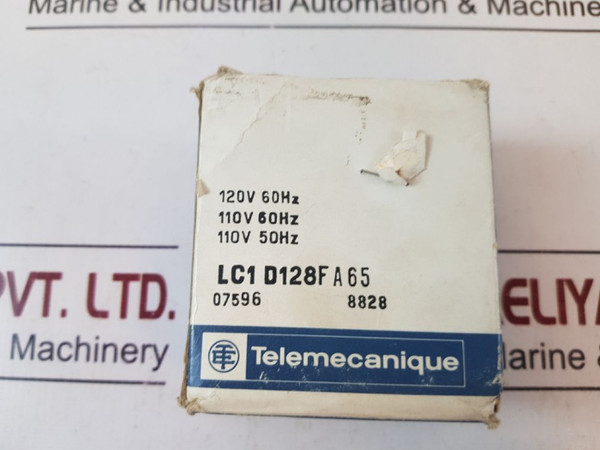 Marine & Industrial Automation & Machine
120V 60Hz
110V 60Hz
110V 50Hz
LC1 D128FA65
07596 8828
PVT. LTD.
ELIYA
Machinery
Marine &
TE Telemecanique